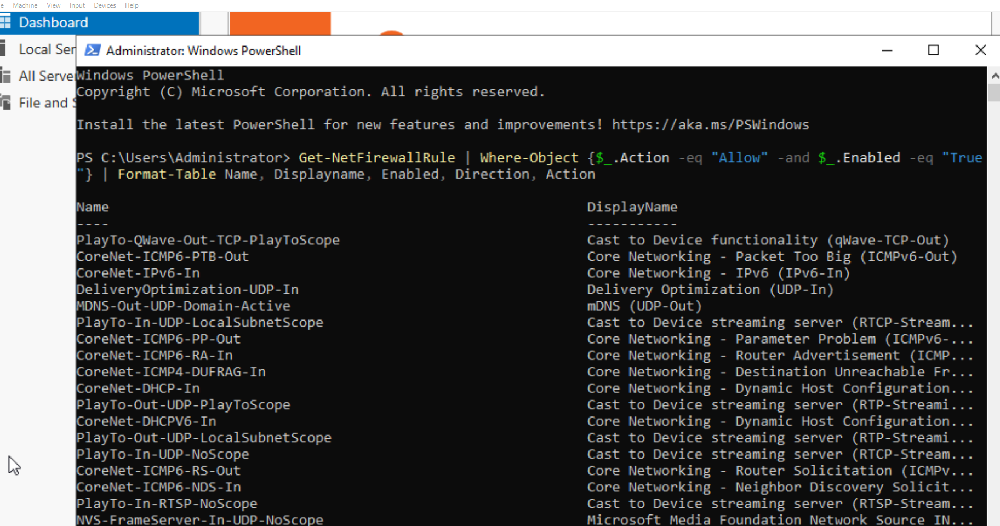 e Machine View Input Devices Help
Dashboard
Local Ser
All Server
File and S
Administrator: Windows PowerShell
Windows PowerShell
Copyright (C) Microsoft Corporation. All rights reserved.
Install the latest PowerShell for new features and improvements! https://aka.ms/PSWindows
PS C:\Users\Administrator> Get-NetFirewallRule | Where-Object {$_.Action -eq "Allow" -and $_.Enabled -eq "True
"} | Format-Table Name, Displayname, Enabled, Direction, Action
Name DisplayName
---- -----------
PlayTo-QWave-Out-TCP-PlayToScope Cast to Device functionality (qWave-TCP-Out)
CoreNet-ICMP6-PTB-Out Core Networking - Packet Too Big (ICMPv6-Out)
CoreNet-IPv6-In Core Networking - IPv6 (IPv6-In)
DeliveryOptimization-UDP-In Delivery Optimization (UDP-In)
MDNS-Out-UDP-Domain-Active mDNS (UDP-Out)
PlayTo-In-UDP-LocalSubnetScope Cast to Device streaming server (RTCP-Stream...
CoreNet-ICMP6-PP-Out Core Networking - Parameter Problem (ICMPv6-...
CoreNet-ICMP6-RA-In Core Networking - Router Advertisement (ICMP...
CoreNet-ICMP4-DUFRAG-In Core Networking - Destination Unreachable Fr...
CoreNet-DHCP-In Core Networking - Dynamic Host Configuration...
PlayTo-Out-UDP-PlayToScope Cast to Device streaming server (RTP-Streami...
CoreNet-DHCPV6-In Core Networking - Dynamic Host Configuration...
PlayTo-Out-UDP-LocalSubnetScope Cast to Device streaming server (RTP-Streami...
PlayTo-In-UDP-NoScope Cast to Device streaming server (RTCP-Stream...
CoreNet-ICMP6-RS-Out Core Networking - Router Solicitation (ICMPv...
CoreNet-ICMP6-NDS-In Core Networking - Neighbor Discovery Solicit...
PlayTo-In-RTSP-NoScope Cast to Device streaming server (RTSP-Stream...
NVS-FrameServer-In-UDP-NoScope Microsoft Media Foundation Network Source IN...